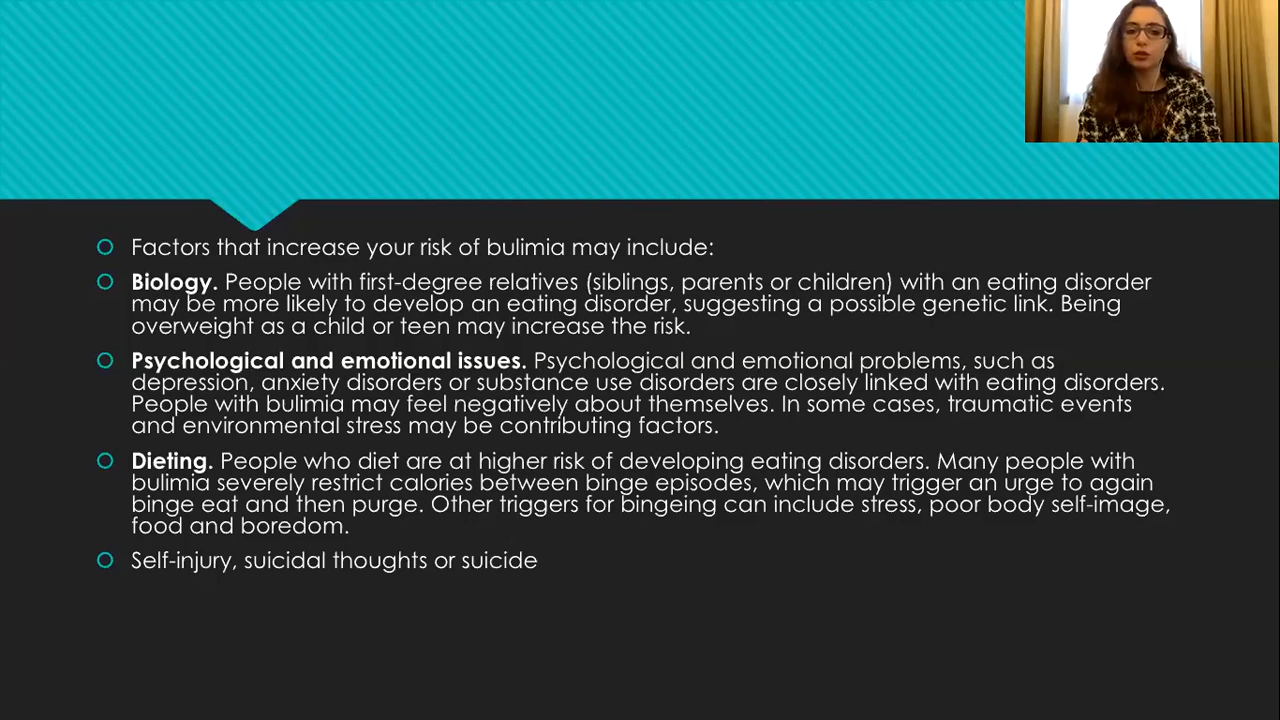 Factors that increase your risk of bulimia may include:
Biology. People with first-degree relatives (siblings, parents or children) with an eating disorder
may be more likely to develop an eating disorder, suggesting a possible genetic link. Being
overweight as a child or teen may increase the risk.
Psychological and emotional issues. Psychological and emotional problems, such as
depression, anxiety disorders or substance use disorders are closely linked with eating disorders.
People with bulimia may feel negatively about themselves. In some cases, traumatic events
and environmental stress may be contributing factors.
Dieting. People who diet are at higher risk of developing eating disorders. Many people with
bulimia severely restrict calories between binge episodes, which may trigger an urge to again
binge eat and then purge. Other triggers for bingeing can include stress, poor body self-image,
food and boredom.
Self-injury, suicidal thoughts or suicide